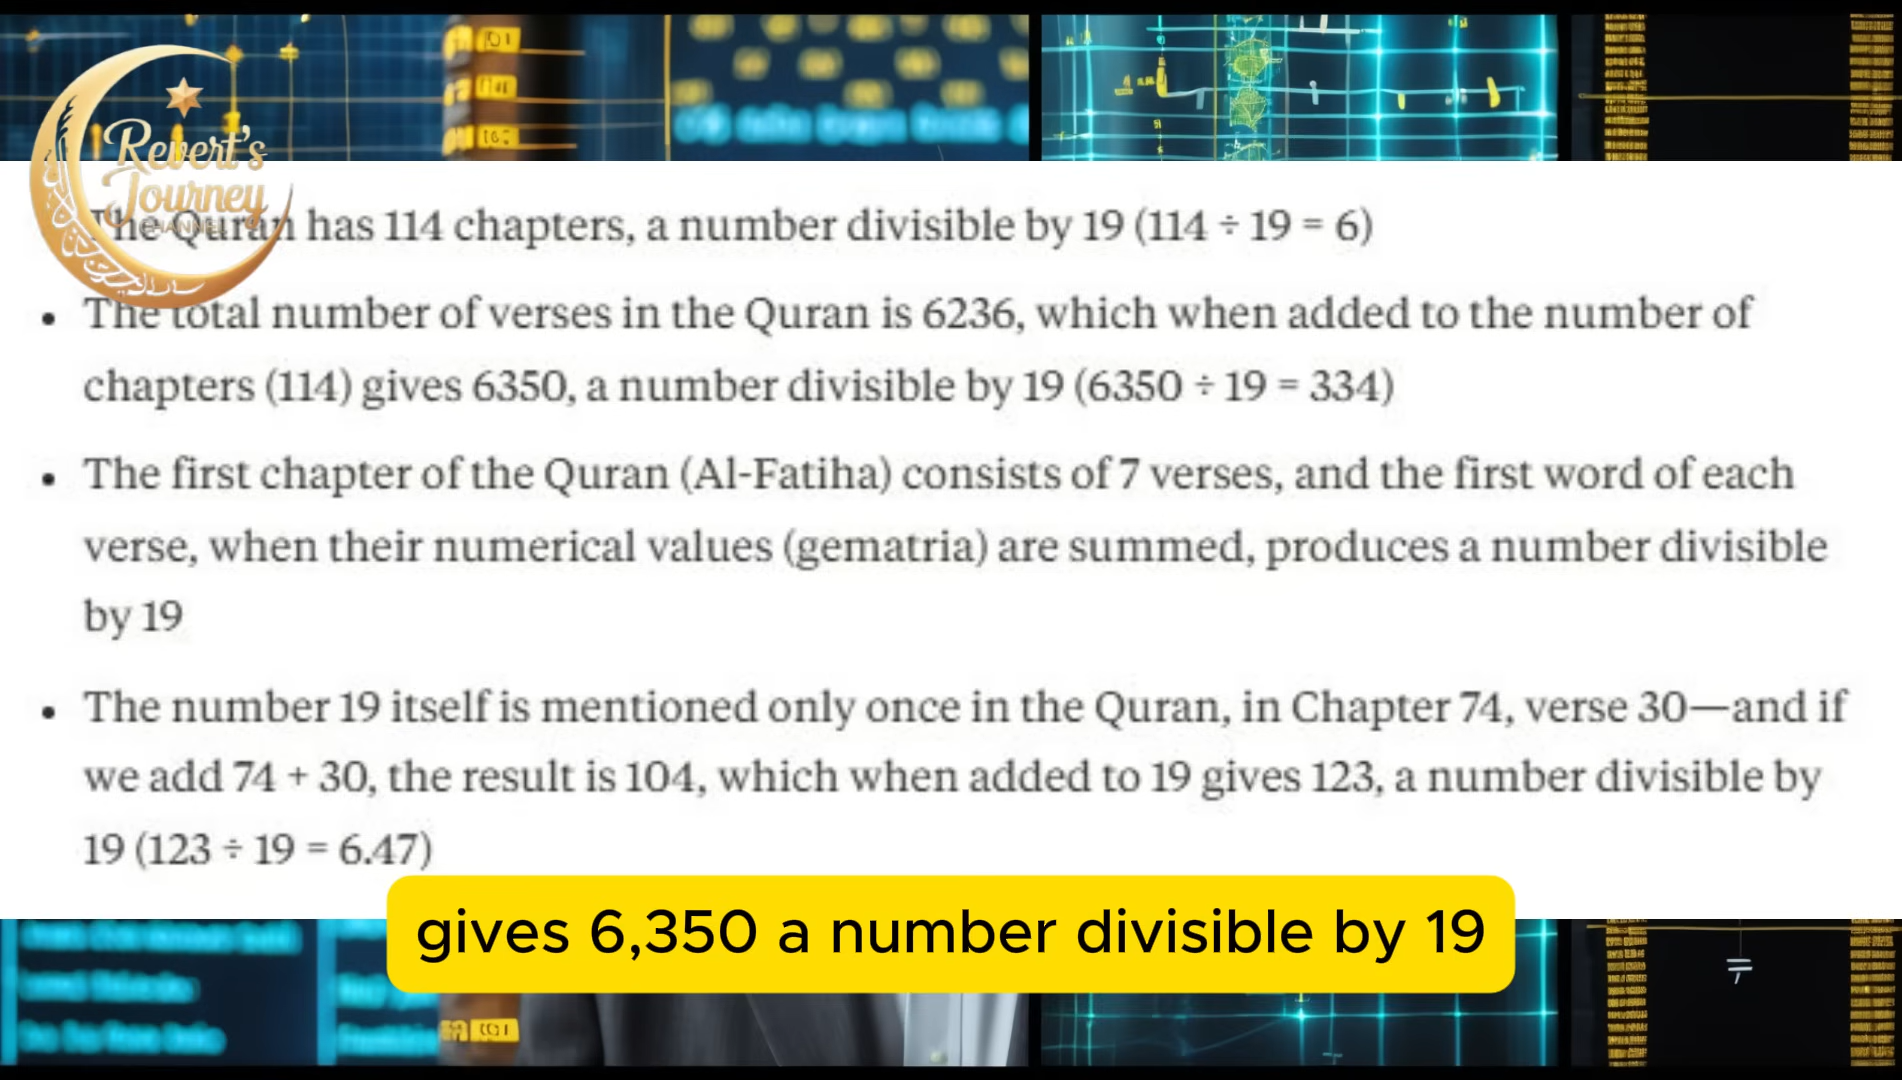 Revert's
Journey
CHANNEL
The Quran has 114 chapters, a number divisible by 19 (114 ÷ 19 = 6)
• The total number of verses in the Quran is 6236, which when added to the number of
chapters (114) gives 6350, a number divisible by 19 (6350 ÷ 19 = 334)
• The first chapter of the Quran (Al-Fatiha) consists of 7 verses, and the first word of each
verse, when their numerical values (gematria) are summed, produces a number divisible
by 19
• The number 19 itself is mentioned only once in the Quran, in Chapter 74, verse 30—and if
we add 74 + 30, the result is 104, which when added to 19 gives 123, a number divisible by
19 (123 ÷ 19 = 6.47)
gives 6,350 a number divisible by 19